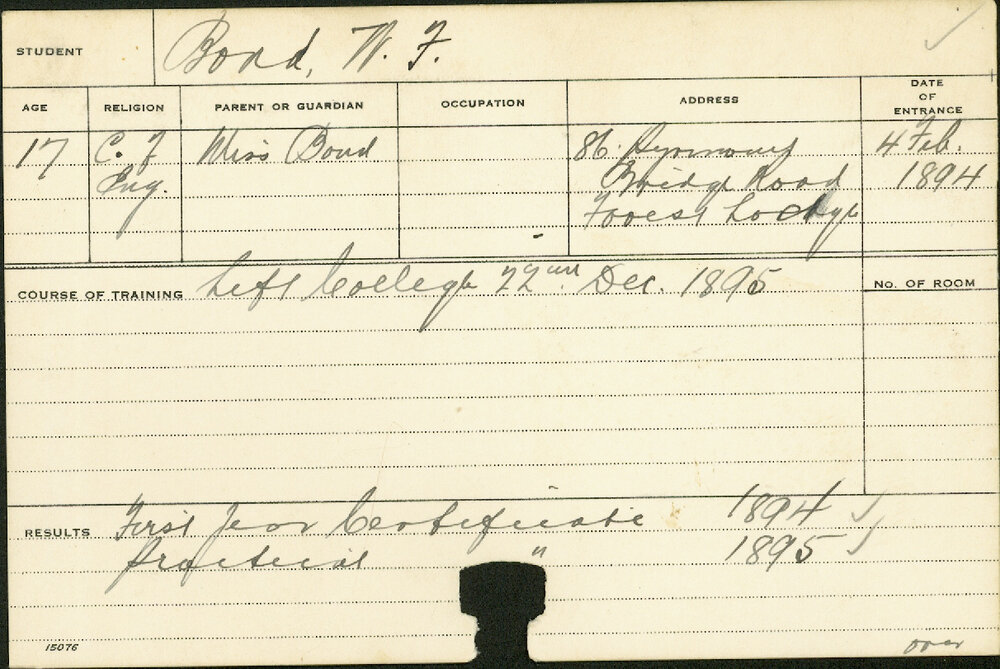 STUDENT Bond, W. F.
AGE RELIGION PARENT OR GUARDIAN OCCUPATION ADDRESS DATE OF ENTRANCE
17 C. of Miss Bond 86. 4 Feb.
Eng. Bridge Road 1894
Forest Lodge
COURSE OF TRAINING Left College 22nd. Dec. 1895 No. OF ROOM
RESULTS First Year Certificate 1894
Practical " 1895
15076 over